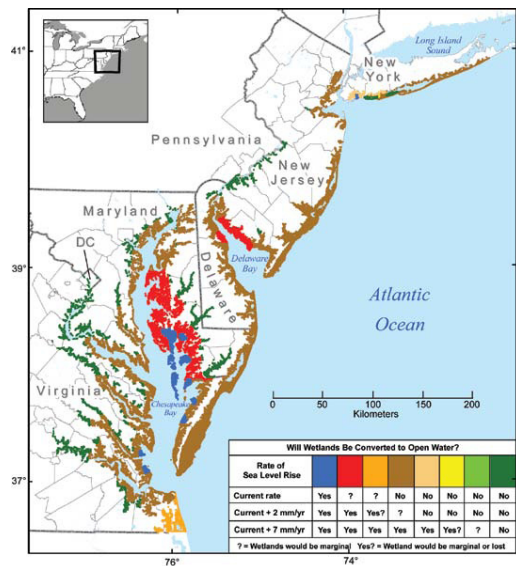 41°
Long Island
Sound
New
York
Pennsylvania
New
Jersey
Maryland
DC
39°
Delaware
Bay
Delaware
Atlantic
Ocean
Virginia
Chesapeake
Bay
0 50 100 200
Kilometers
37°
Will Wetlands Be Converted to Open Water?
Rate of
Sea Level Rise
Current rate Yes ? ? No No No No No
Current + 2 mm/yr Yes Yes Yes? ? No No No No
Current + 7 mm/yr Yes Yes Yes Yes Yes Yes? ? No
? = Wetlands would be marginal Yes? = Wetland would be marginal or lost
76° 74°